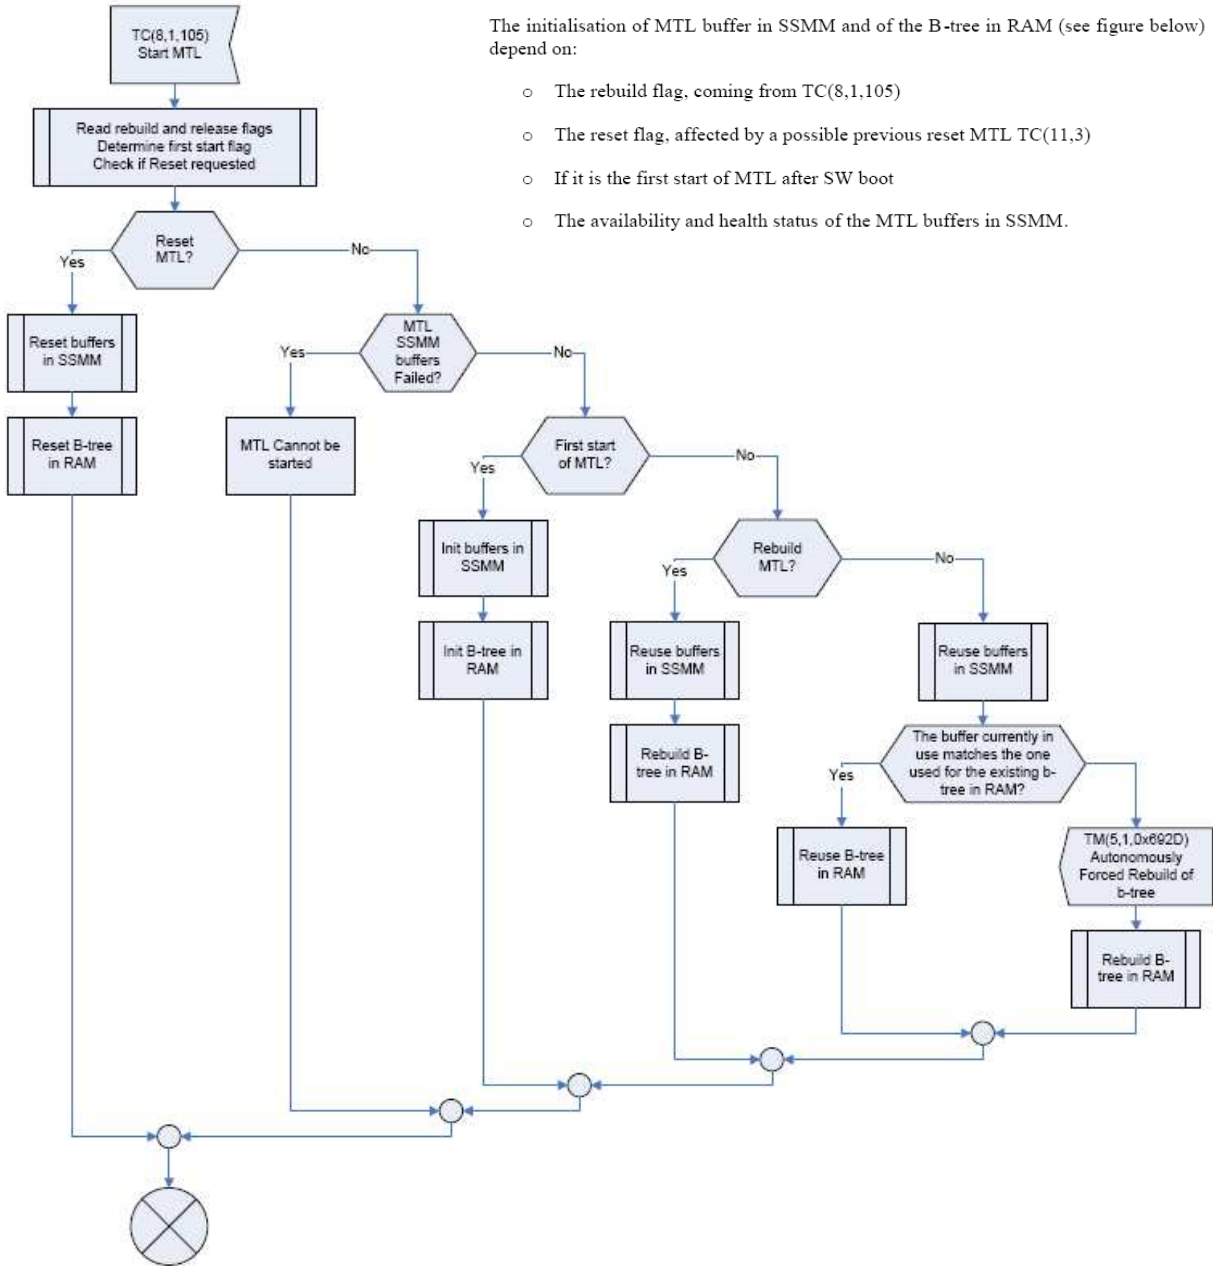 TC(8,1,105)
Start MTL
The initialisation of MTL buffer in SSMM and of the B-tree in RAM (see figure below)
depend on:
o The rebuild flag, coming from TC(8,1,105)
o The reset flag, affected by a possible previous reset MTL TC(11,3)
o If it is the first start of MTL after SW boot
o The availability and health status of the MTL buffers in SSMM.
Read rebuild and release flags
Determine first start flag
Check if Reset requested
Reset
MTL?
Yes
No
Reset buffers
in SSMM
MTL
SSMM
buffers
Failed?
Yes
No
Reset B-tree
in RAM
MTL Cannot be
started
First start
of MTL?
Yes
No
Init buffers in
SSMM
Rebuild
MTL?
Yes
No
Init B-tree in
RAM
Reuse buffers
in SSMM
Reuse buffers
in SSMM
Rebuild B-
tree in RAM
The buffer currently in
use matches the one
used for the existing b-
tree in RAM?
Yes
Reuse B-tree
in RAM
TM(5,1,0x692D)
Autonomously
Forced Rebuild of
b-tree
Rebuild B-
tree in RAM